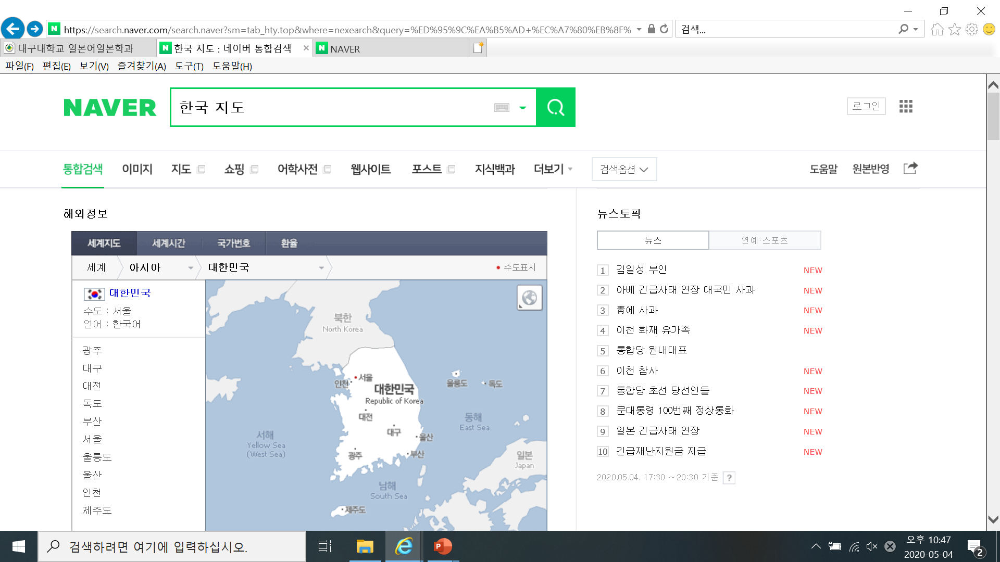 https://search.naver.com/search.naver?sm=tab_hty.top&where=nexearch&query=%ED%95%9C%EA%B5%AD+%EC%A7%80%EB%8F%
검색...
대구대학교 일본어일본학과
한국 지도 : 네이버 통합검색
NAVER
파일(F) 편집(E) 보기(V) 즐겨찾기(A) 도구(T) 도움말(H)
NAVER
한국 지도
로그인
통합검색 이미지 지도 쇼핑 어학사전 웹사이트 포스트 지식백과 더보기 검색옵션
도움말 원본반영
해외정보
세계지도 세계시간 국가번호 환율
세계 아시아 대한민국 수도표시
대한민국
수도 : 서울
언어 : 한국어
광주
대구
대전
독도
부산
서울
울릉도
울산
인천
제주도
북한
North Korea
서울
인천
대한민국
Republic of Korea
울릉도
독도
대전
대구
동해
East Sea
서해
Yellow Sea
(West Sea)
울산
광주
부산
일본
Japan
남해
South Sea
제주도
뉴스토픽
뉴스 연예·스포츠
1 김일성 부인 NEW
2 아베 긴급사태 연장 대국민 사과 NEW
3 靑에 사과 NEW
4 이천 화재 유가족 NEW
5 통합당 원내대표
6 이천 참사 NEW
7 통합당 초선 당선인들 NEW
8 문대통령 100번째 정상통화 NEW
9 일본 긴급사태 연장 NEW
10 긴급재난지원금 지급 NEW
2020.05.04. 17:30 ~ 20:30 기준 ?
검색하려면 여기에 입력하십시오.
오후 10:47
2020-05-04
2